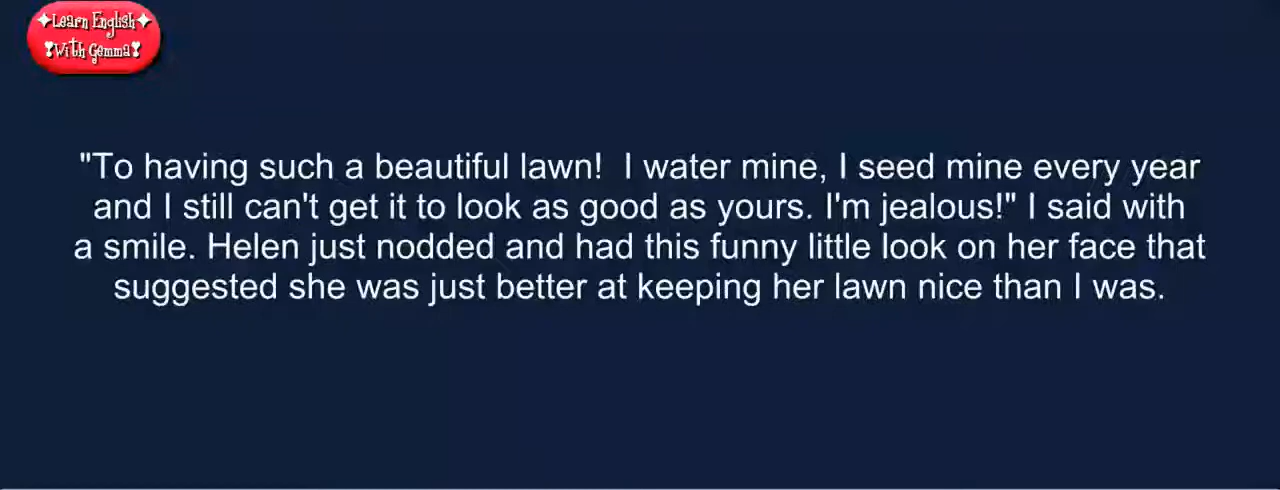 ✦Learn English✦
❣With Gemma❣
"To having such a beautiful lawn!  I water mine, I seed mine every year
and I still can't get it to look as good as yours. I'm jealous!" I said with
a smile. Helen just nodded and had this funny little look on her face that
suggested she was just better at keeping her lawn nice than I was.